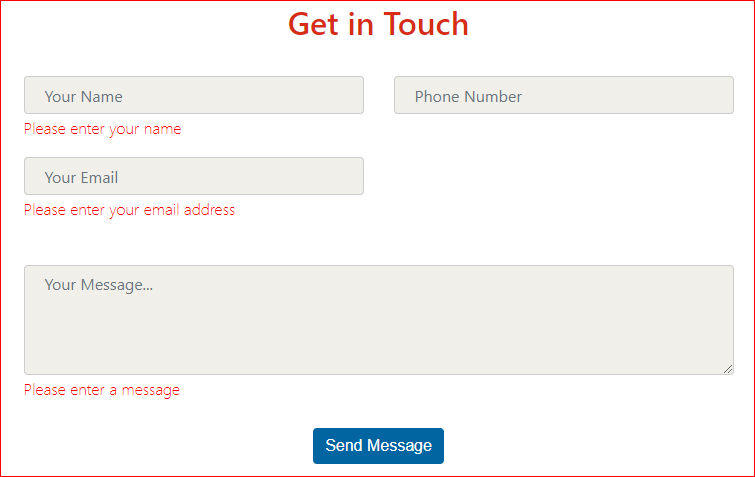 Get in Touch
Your Name
Phone Number
Please enter your name
Your Email
Please enter your email address
Your Message...
Please enter a message
Send Message